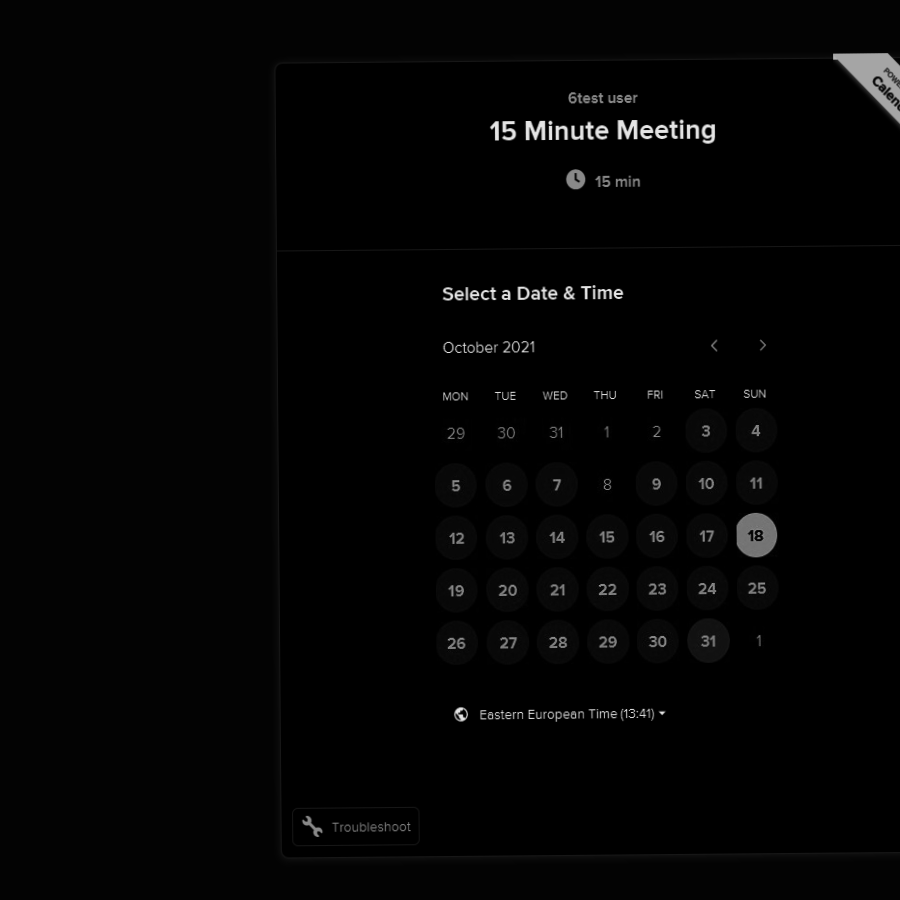 6test user
15 Minute Meeting
15 min
Select a Date & Time
October 2021
MON TUE WED THU FRI SAT SUN
29 30 31 1 2 3 4
5 6 7 8 9 10 11
12 13 14 15 16 17 18
19 20 21 22 23 24 25
26 27 28 29 30 31 1
Eastern European Time (13:41)
Troubleshoot